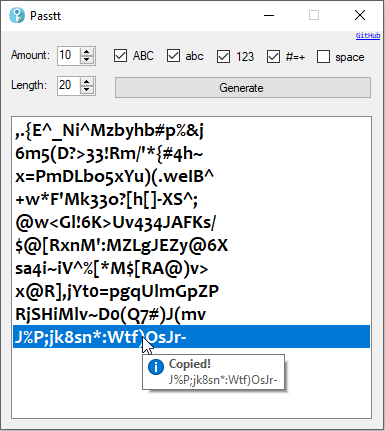 Passtt
GitHub
Amount: 10 ABC abc 123 #=+ space
Length: 20 Generate
,.{E^_Ni^Mzbyhb#p%&j
6m5(D?>33!Rm/'*{#4h~
x=PmDLbo5xYu)(.weIB^
+w*F'Mk33o?[h[]-XS^;
@w<Gl!6K>Uv434JAFKs/
$@[RxnM':MZLgJEZy@6X
sa4i~iV^%[*M$[RA@)v>
x@R],jYt0=pgqUlmGpZP
RjSHiMlv~D0(Q7#)J(mv
J%P;jk8sn*:Wtf)OsJr-
Copied!
J%P;jk8sn*:Wtf)OsJr-